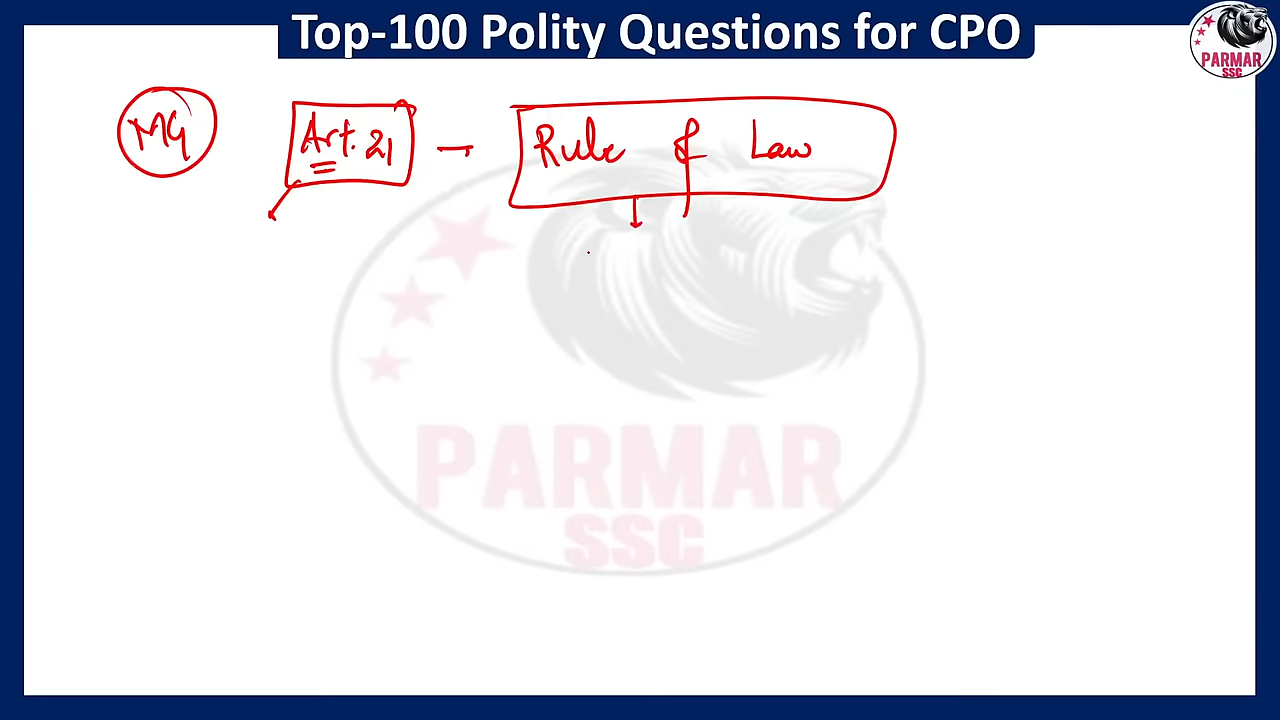 Top-100 Polity Questions for CPO
PARMAR
SSC
MG Art. 21 - Rule of Law
PARMAR
SSC